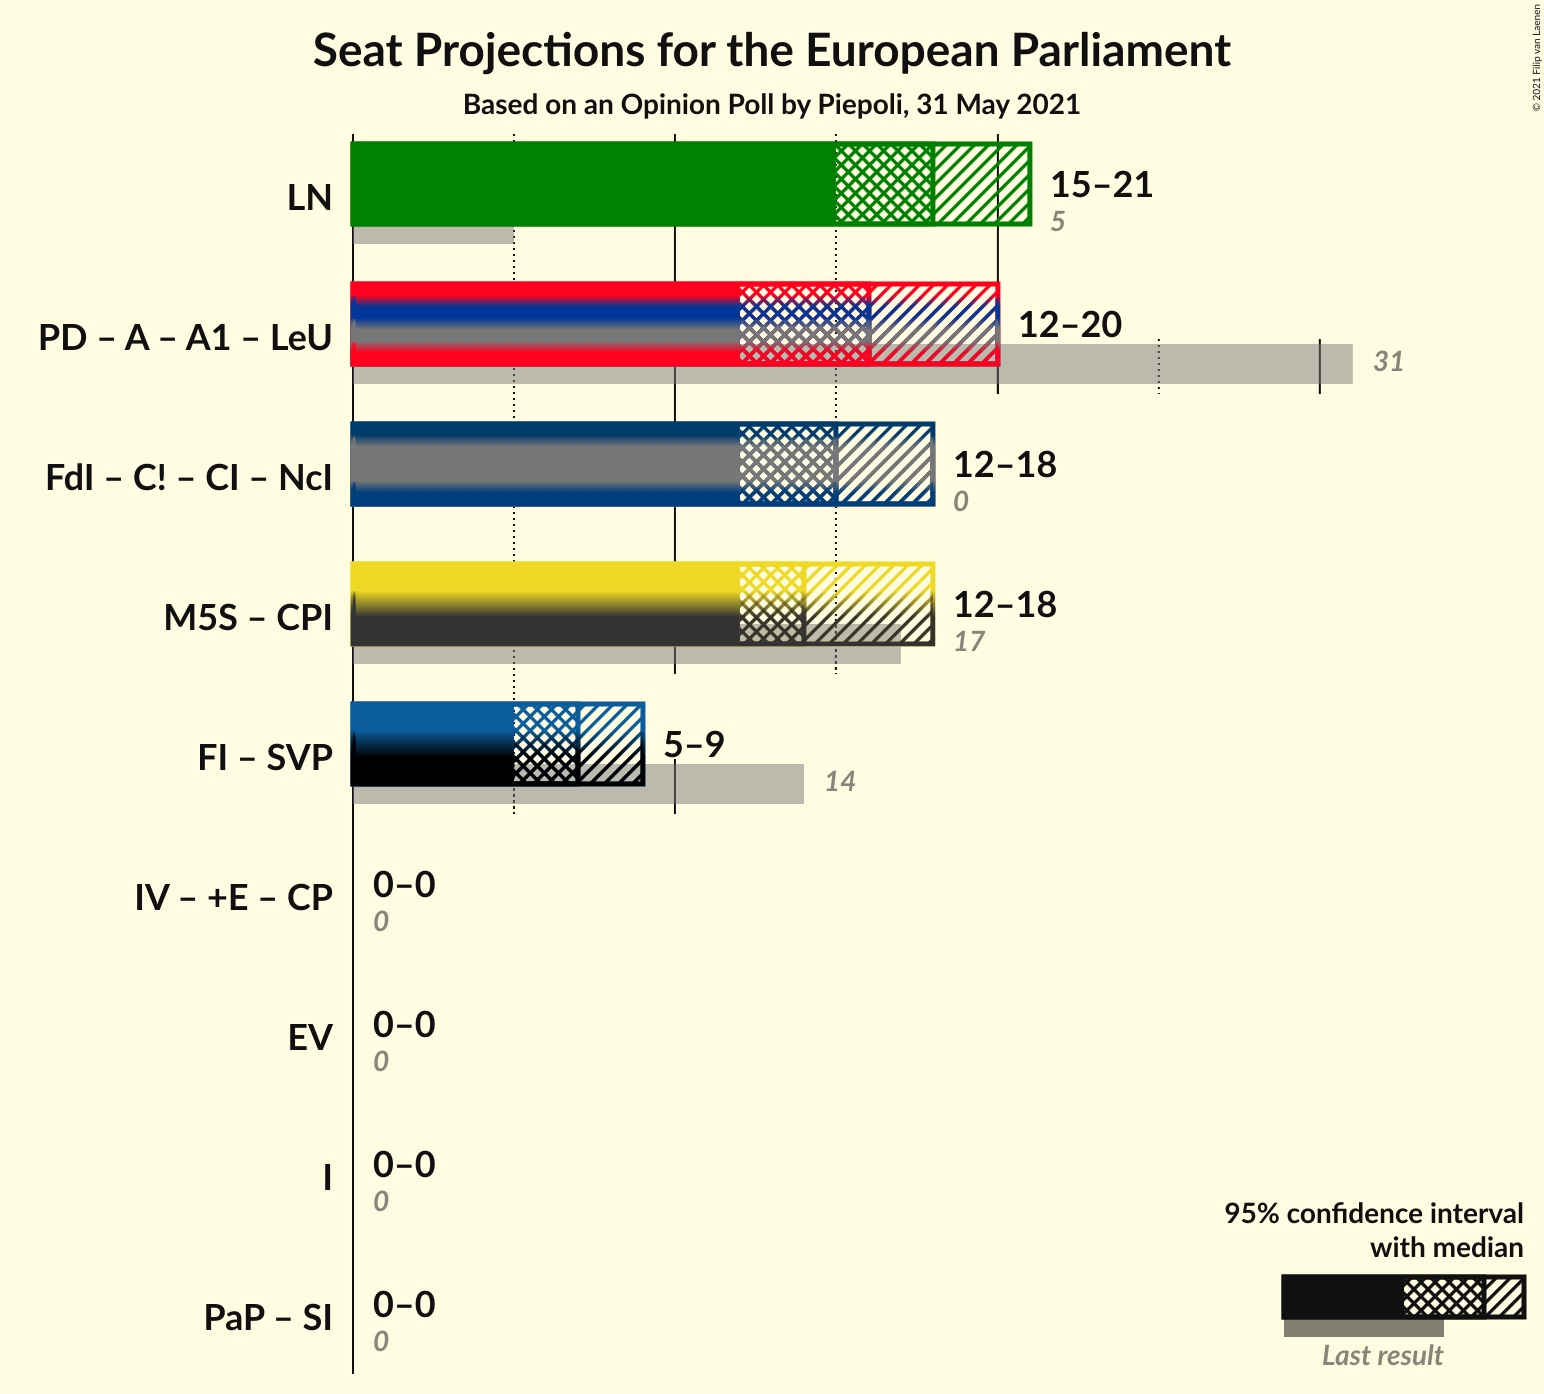 Seat Projections for the European Parliament
Based on an Opinion Poll by Piepoli, 31 May 2021
© 2021 Filip van Laenen
LN
15–21
5
PD – A – A1 – LeU
12–20
31
FdI – C! – CI – NcI
12–18
0
M5S – CPI
12–18
17
FI – SVP
5–9
14
IV – +E – CP
0–0
0
EV
0–0
0
I
0–0
0
PaP – SI
0–0
0
95% confidence interval
with median
Last result